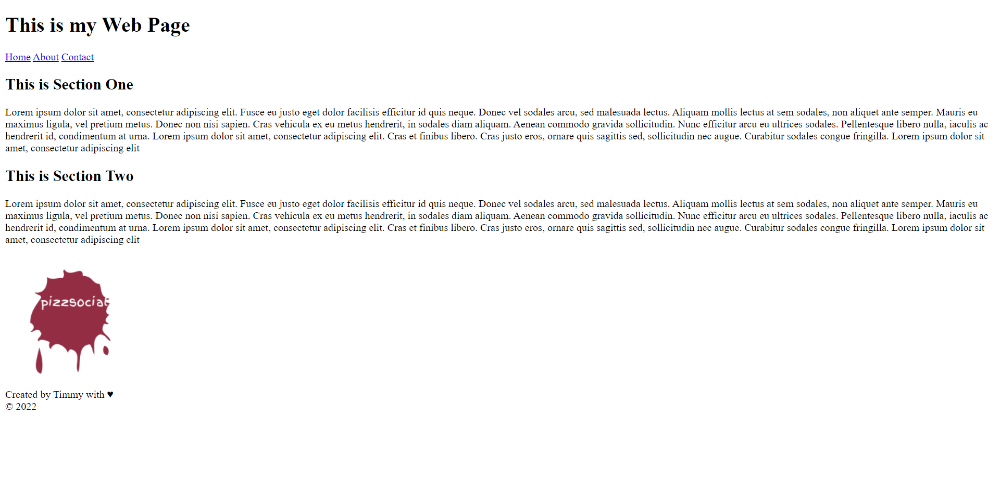 This is my Web Page
Home About Contact
This is Section One
Lorem ipsum dolor sit amet, consectetur adipiscing elit. Fusce eu justo eget dolor facilisis efficitur id quis neque. Donec vel sodales arcu, sed malesuada lectus. Aliquam mollis lectus at sem sodales, non aliquet ante semper. Mauris eu
maximus ligula, vel pretium metus. Donec non nisi sapien. Cras vehicula ex eu metus hendrerit, in sodales diam aliquam. Aenean commodo gravida sollicitudin. Nunc efficitur arcu eu ultrices sodales. Pellentesque libero nulla, iaculis ac
hendrerit id, condimentum at urna. Lorem ipsum dolor sit amet, consectetur adipiscing elit. Cras et finibus libero. Cras justo eros, ornare quis sagittis sed, sollicitudin nec augue. Curabitur sodales congue fringilla. Lorem ipsum dolor sit
amet, consectetur adipiscing elit
This is Section Two
Lorem ipsum dolor sit amet, consectetur adipiscing elit. Fusce eu justo eget dolor facilisis efficitur id quis neque. Donec vel sodales arcu, sed malesuada lectus. Aliquam mollis lectus at sem sodales, non aliquet ante semper. Mauris eu
maximus ligula, vel pretium metus. Donec non nisi sapien. Cras vehicula ex eu metus hendrerit, in sodales diam aliquam. Aenean commodo gravida sollicitudin. Nunc efficitur arcu eu ultrices sodales. Pellentesque libero nulla, iaculis ac
hendrerit id, condimentum at urna. Lorem ipsum dolor sit amet, consectetur adipiscing elit. Cras et finibus libero. Cras justo eros, ornare quis sagittis sed, sollicitudin nec augue. Curabitur sodales congue fringilla. Lorem ipsum dolor sit
amet, consectetur adipiscing elit
Created by Timmy with ♥
© 2022